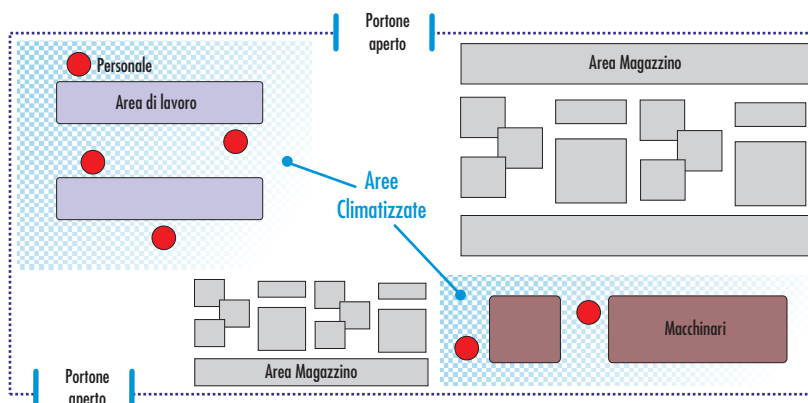 Portone
aperto
Personale
Area di lavoro
Area Magazzino
Aree
Climatizzate
Macchinari
Area Magazzino
Portone
aperto